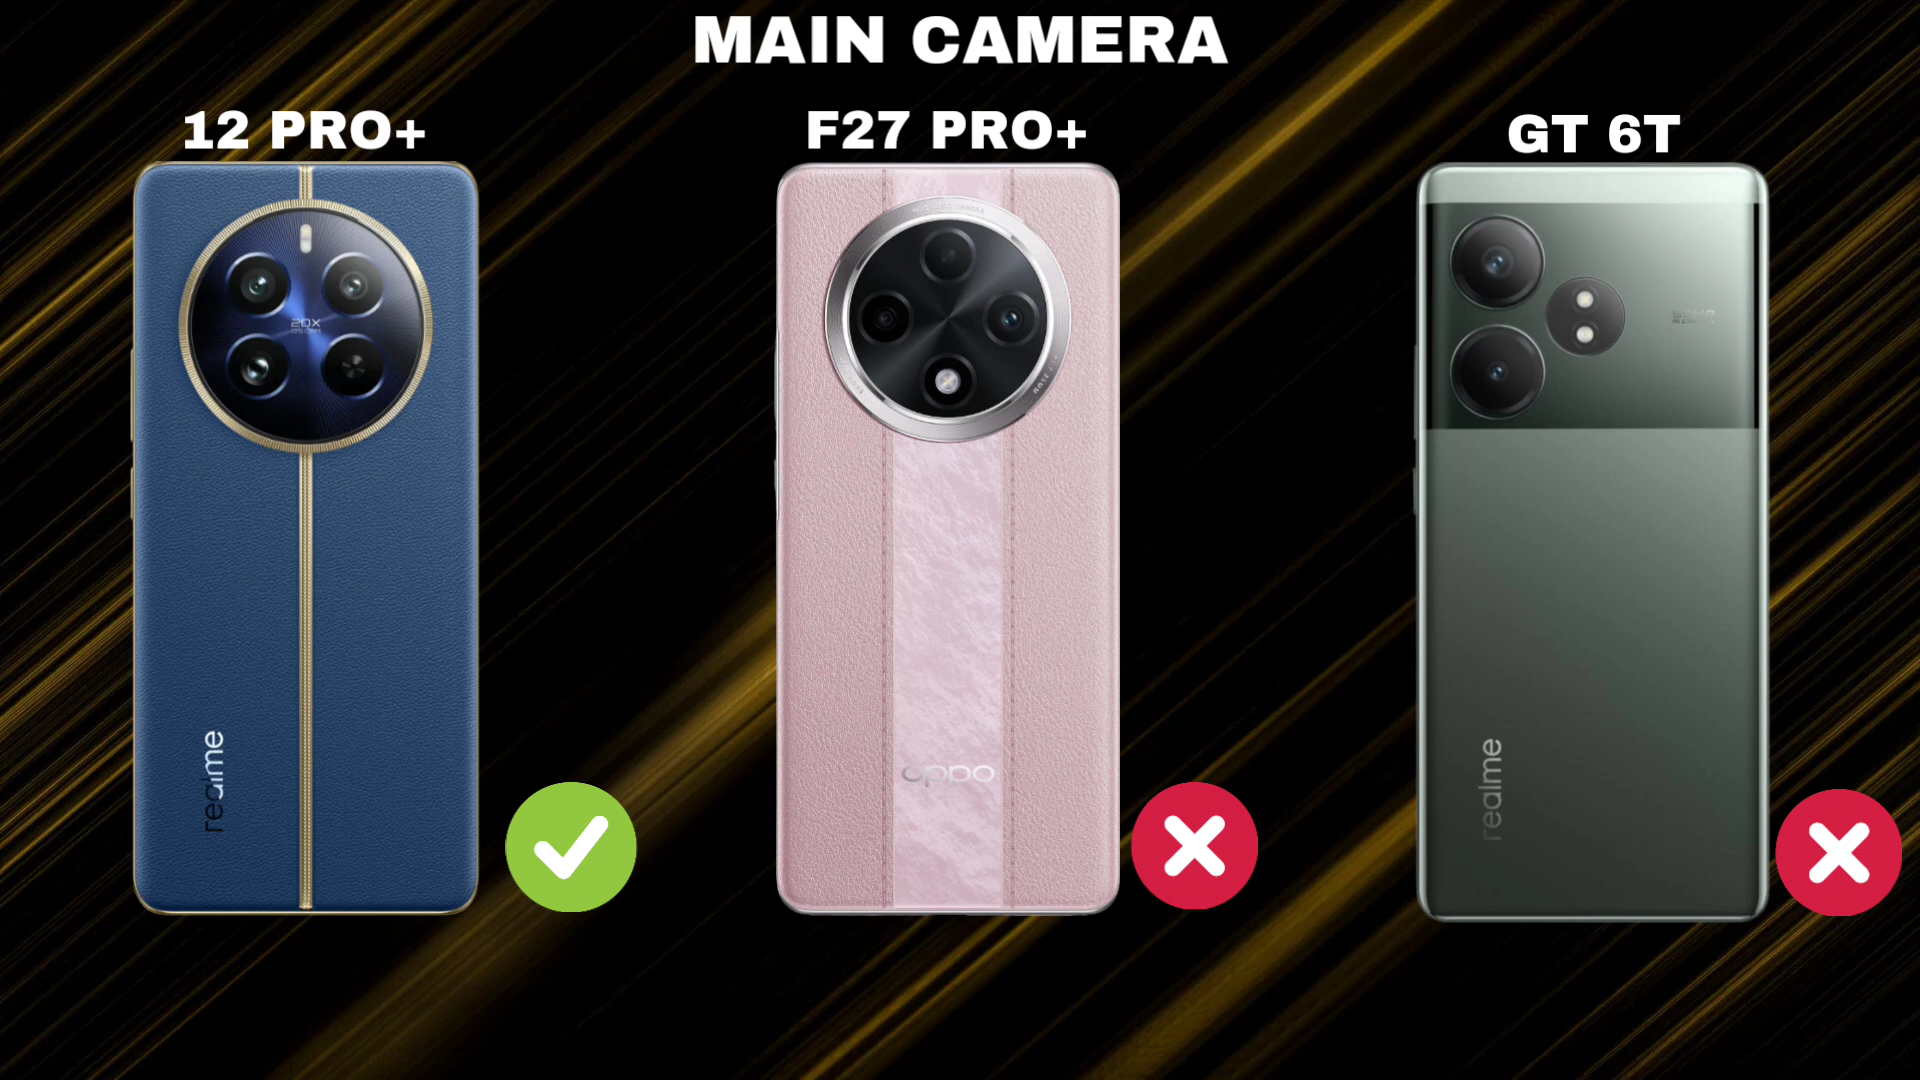 MAIN CAMERA
12 PRO+
F27 PRO+
GT 6T
20X
realme
oppo
realme